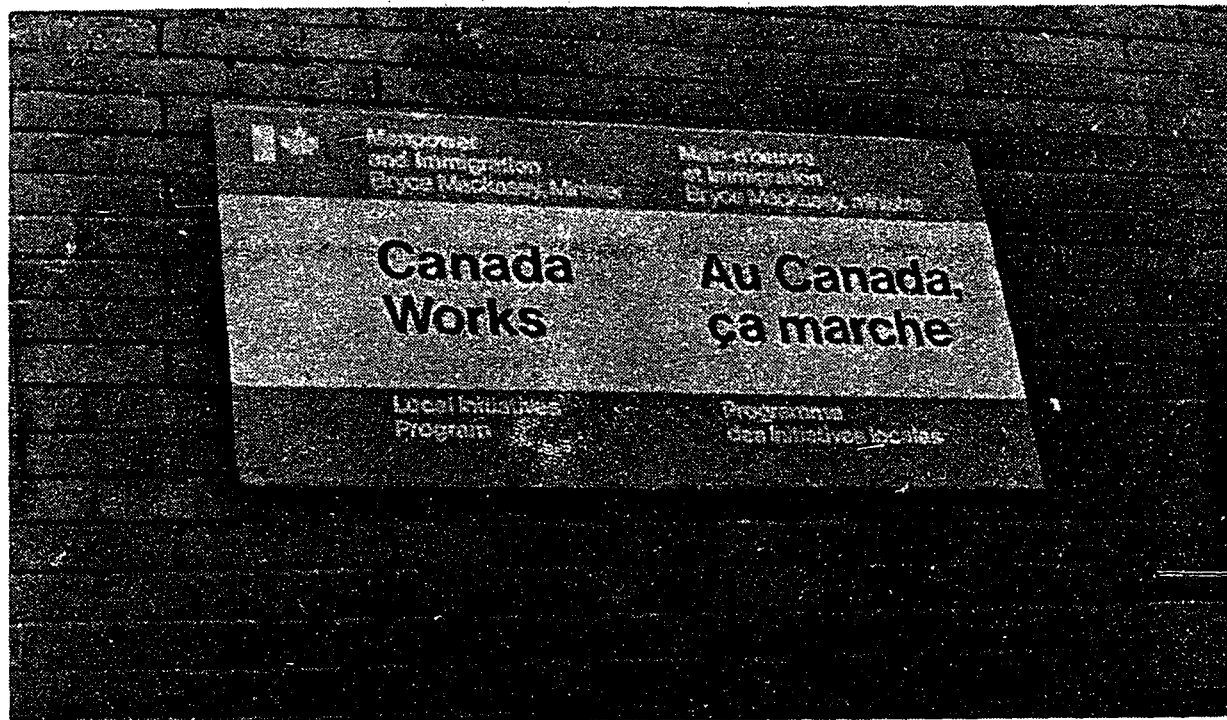 Manpower
and Immigration
Bryce Mackasey, Minister
Canada
Works
Local Initiatives
Program
Main-d'oeuvre
et Immigration
Bryce Mackasey, ministre
Au Canada,
ça marche
Programme
des initiatives locales